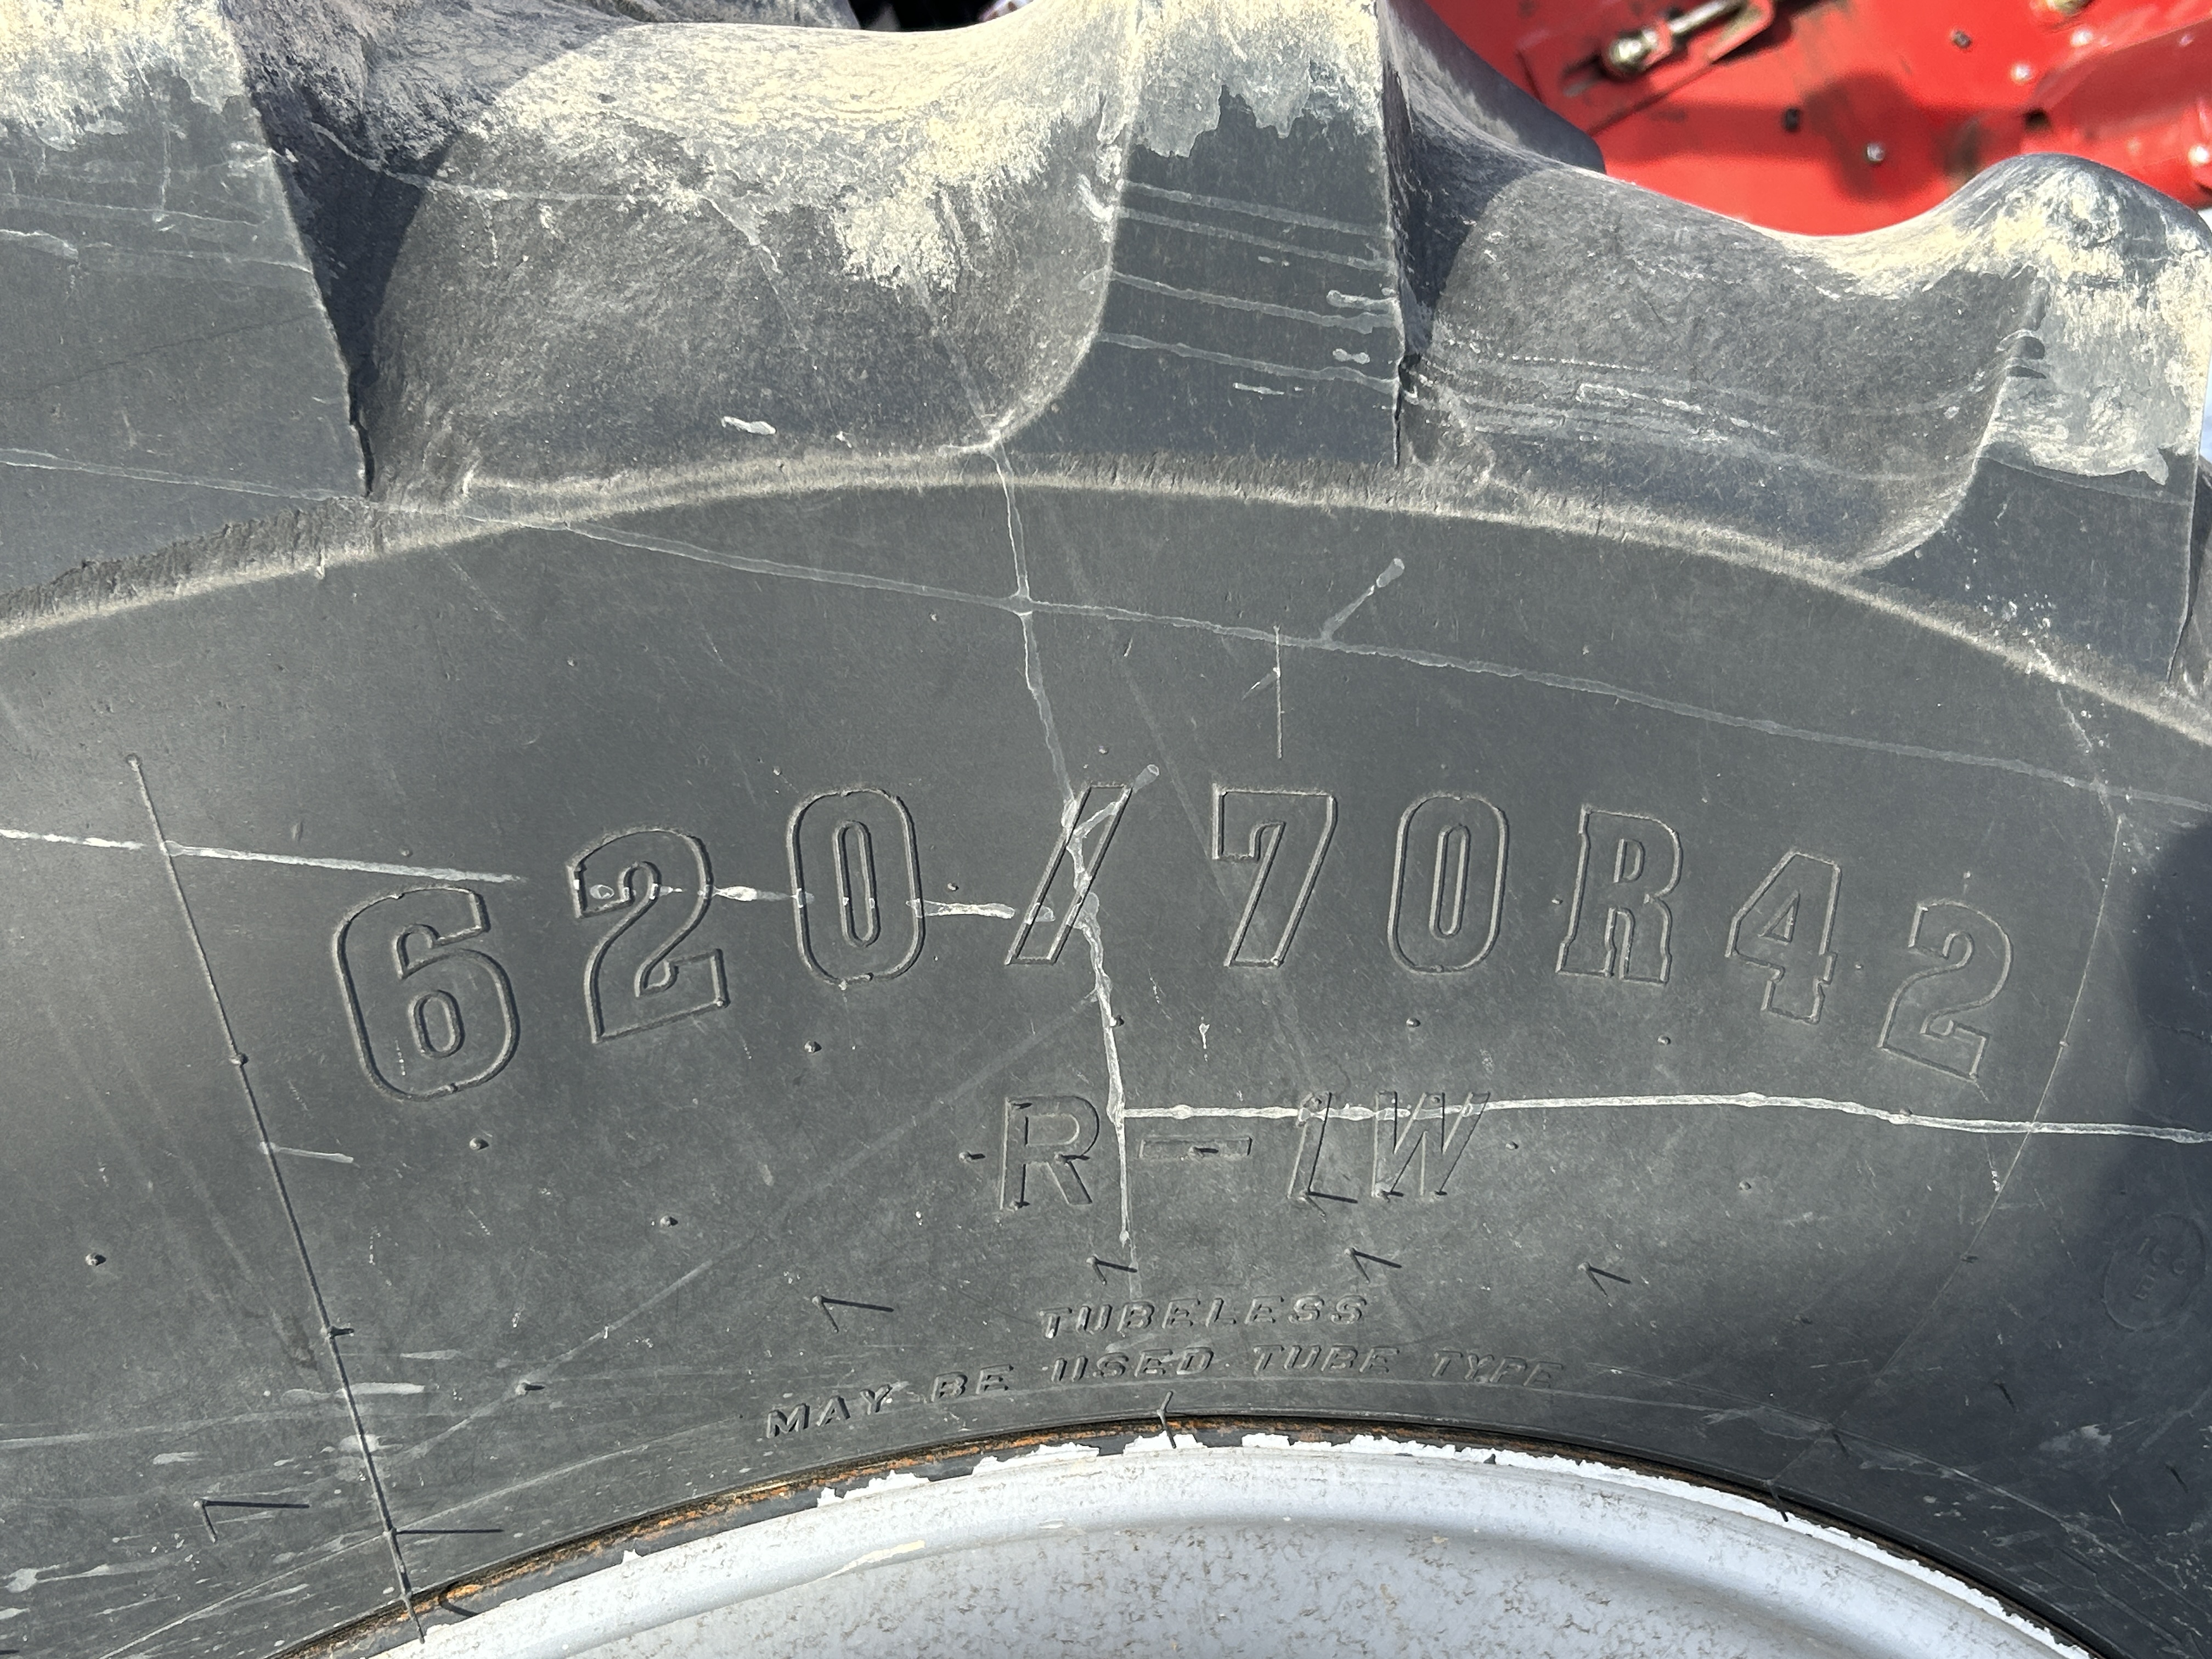 620/70R42
R-1W
TUBELESS
MAY BE USED TUBE TYPE